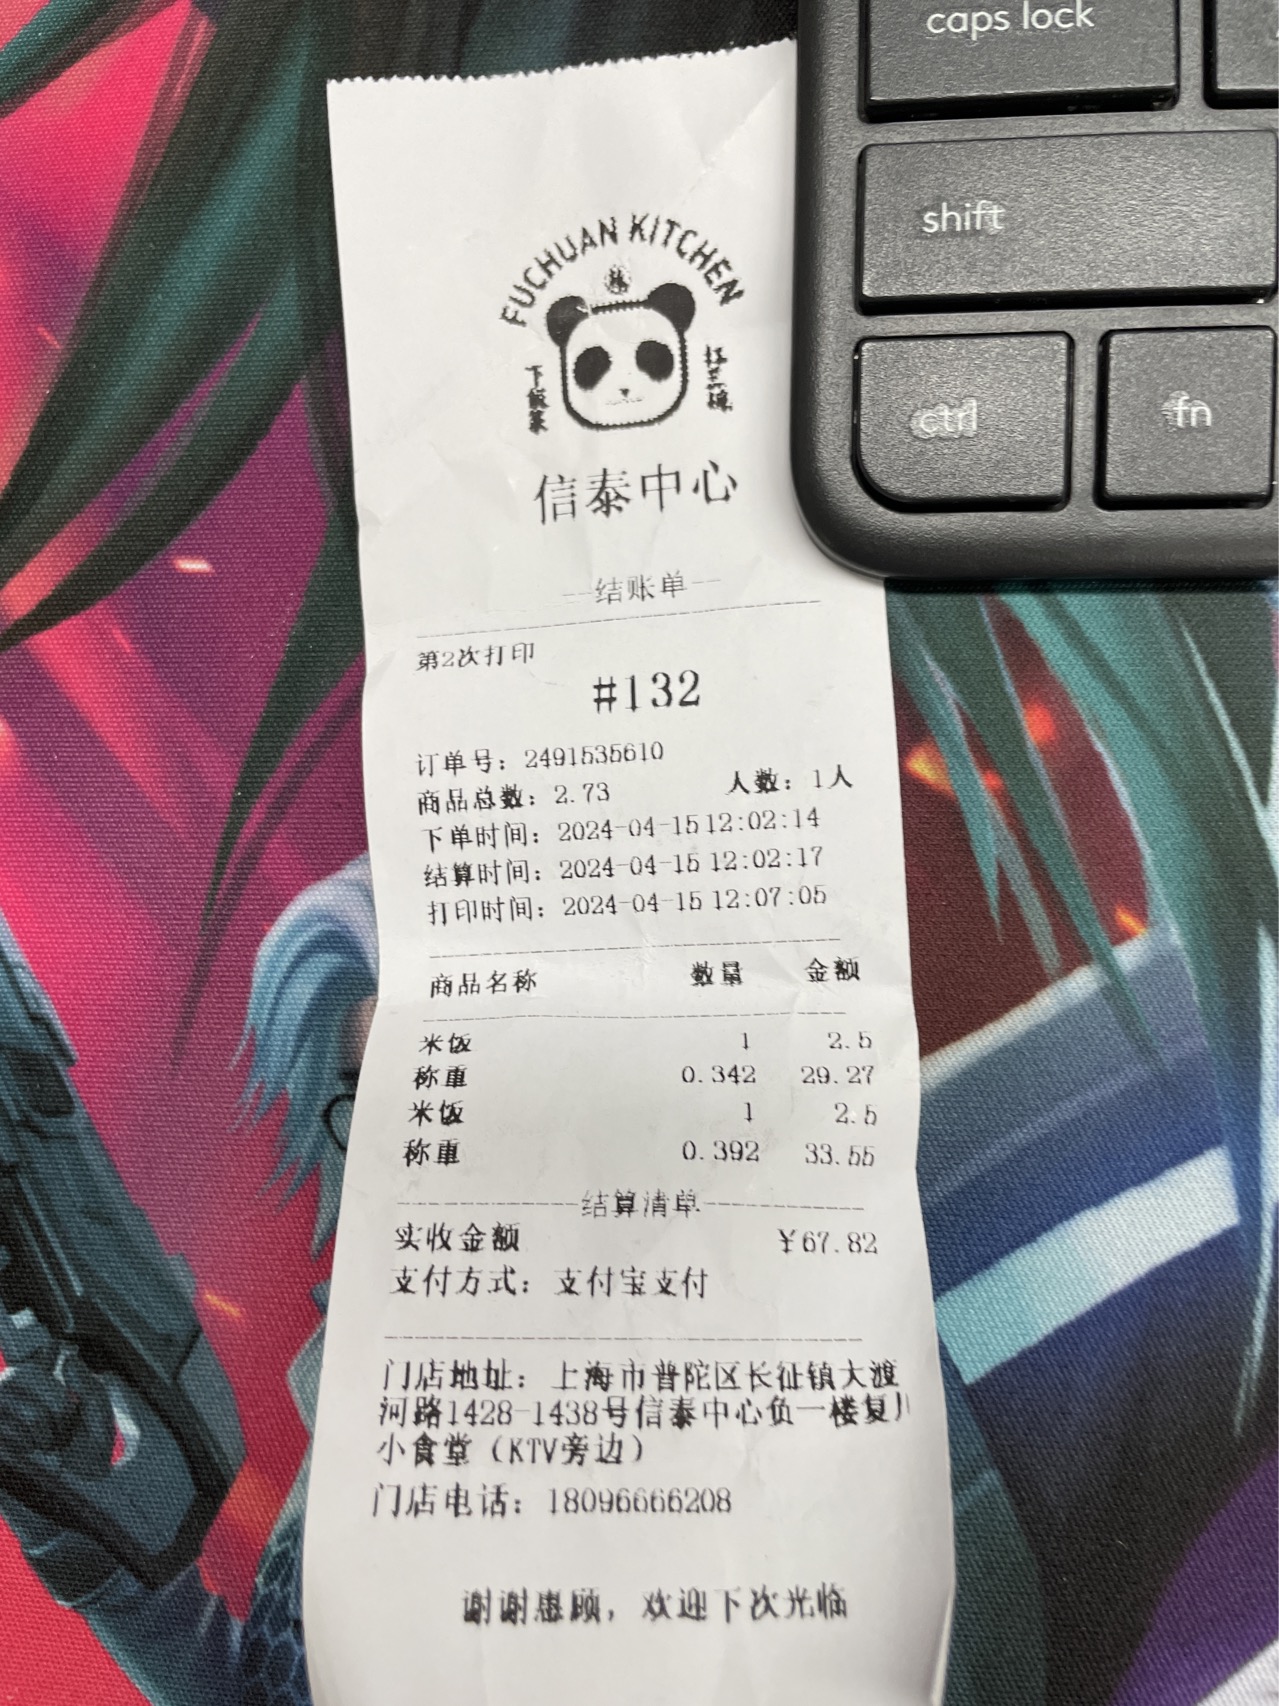 caps lock
shift
ctrl
fn
FUCHUAN KITCHEN
下饭菜
信泰中心
结账单
第2次打印
#132
订单号：2491535610
商品总数：2.73 人数：1人
下单时间：2024-04-15 12:02:14
结算时间：2024-04-15 12:02:17
打印时间：2024-04-15 12:07:05
商品名称 数量 金额
米饭 1 2.5
称重 0.342 29.27
米饭 1 2.5
称重 0.392 33.55
结算清单
实收金额 ¥67.82
支付方式：支付宝支付
门店地址：上海市普陀区长征镇大渡
河路1428-1438号信泰中心负一楼复川
小食堂（KTV旁边）
门店电话：18096666208
谢谢惠顾，欢迎下次光临